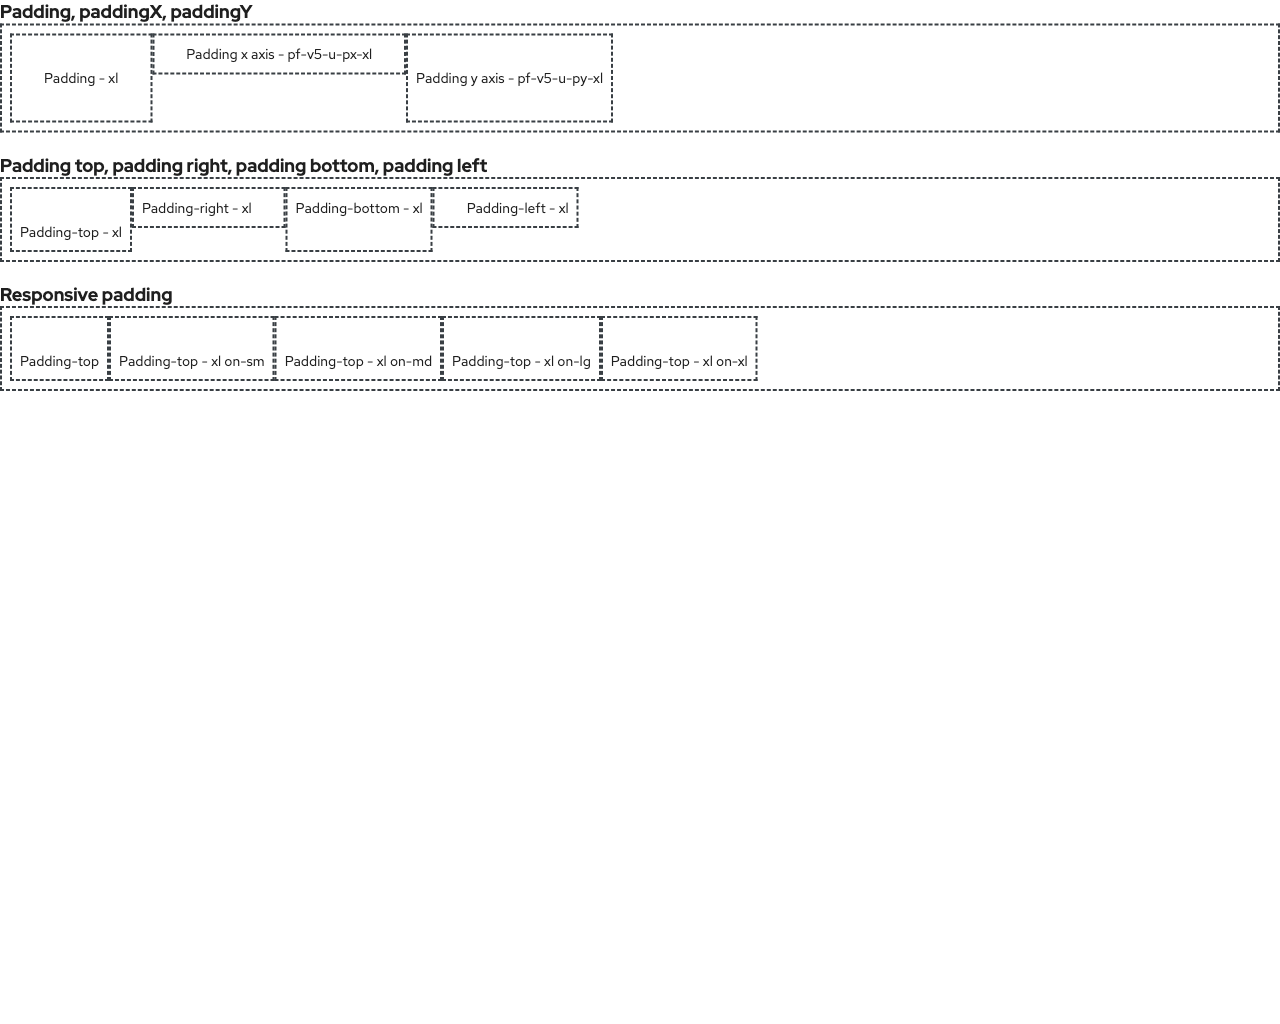 Padding, paddingX, paddingY
Padding - xl
Padding x axis - pf-v5-u-px-xl
Padding y axis - pf-v5-u-py-xl
Padding top, padding right, padding bottom, padding left
Padding-top - xl
Padding-right - xl
Padding-bottom - xl
Padding-left - xl
Responsive padding
Padding-top
Padding-top - xl on-sm
Padding-top - xl on-md
Padding-top - xl on-lg
Padding-top - xl on-xl